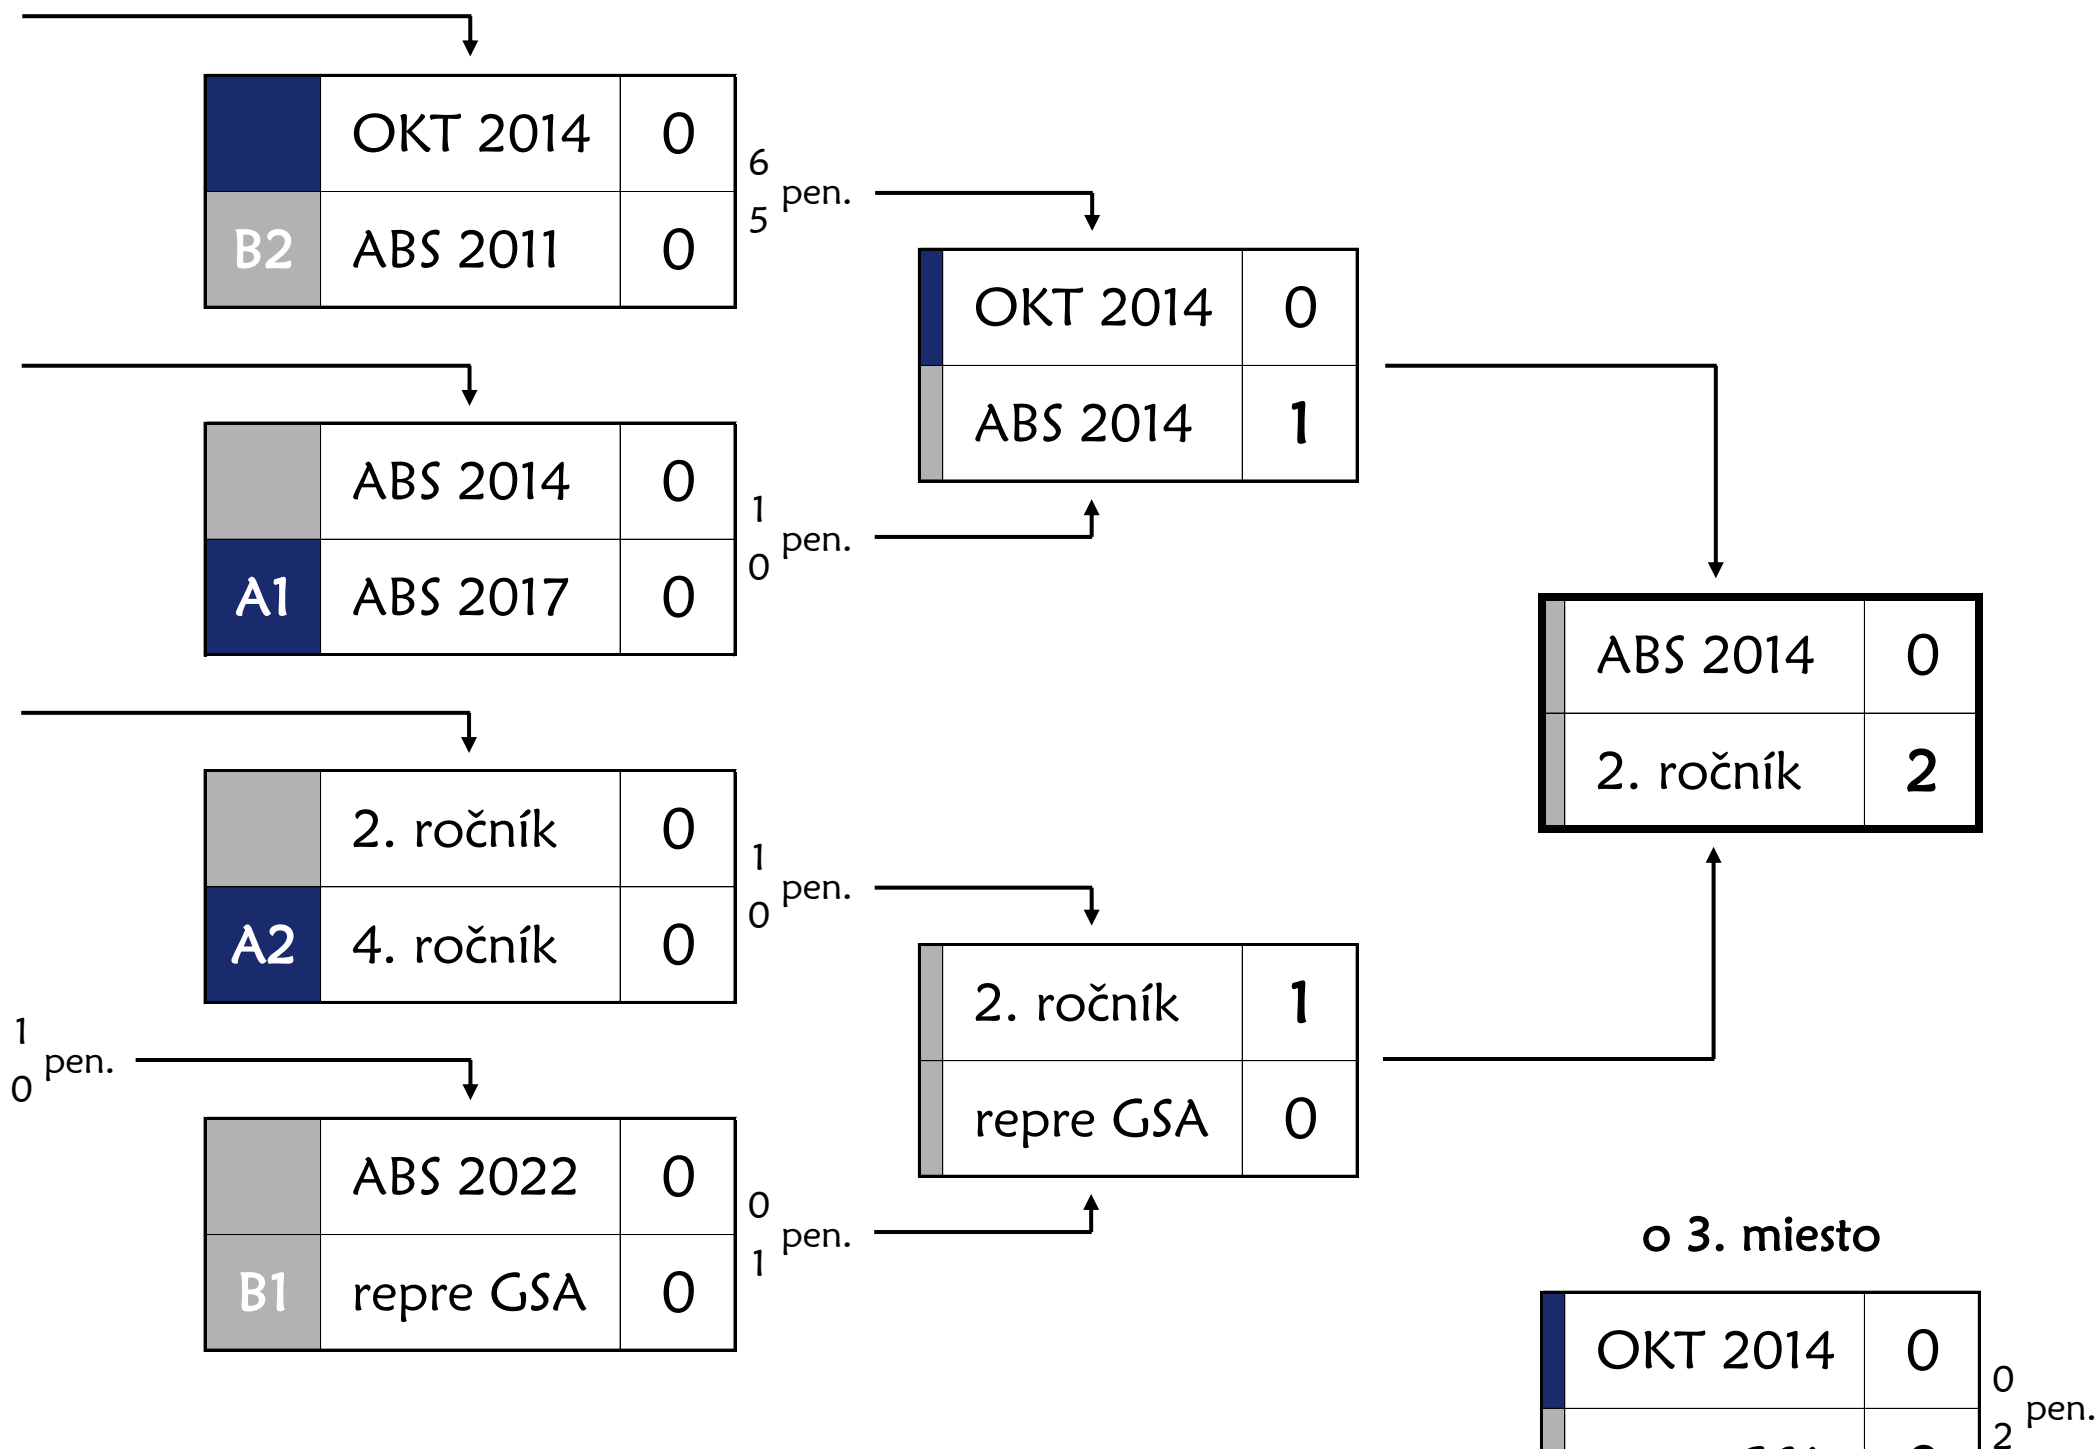 OKT 2014 0
B2 ABS 2011 0
6
5 pen.
ABS 2014 0
A1 ABS 2017 0
1
0 pen.
2. ročník 0
A2 4. ročník 0
1
0 pen.
1
0 pen.
ABS 2022 0
B1 repre GSA 0
0
1 pen.
OKT 2014 0
ABS 2014 1
2. ročník 1
repre GSA 0
ABS 2014 0
2. ročník 2
o 3. miesto
OKT 2014 0
0
2 pen.